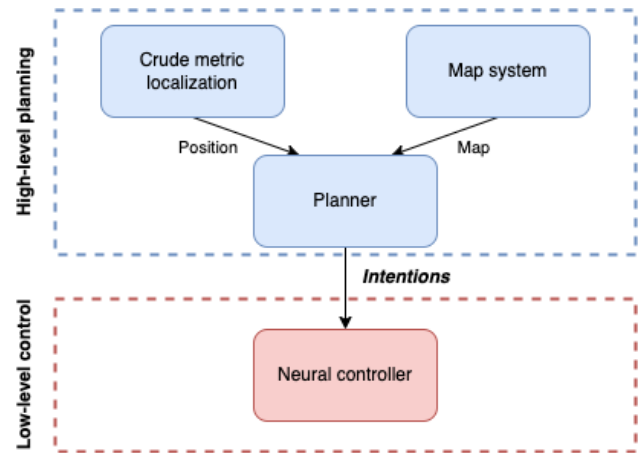 High-level planning
Crude metric
localization
Map system
Position
Map
Planner
Intentions
Low-level control
Neural controller